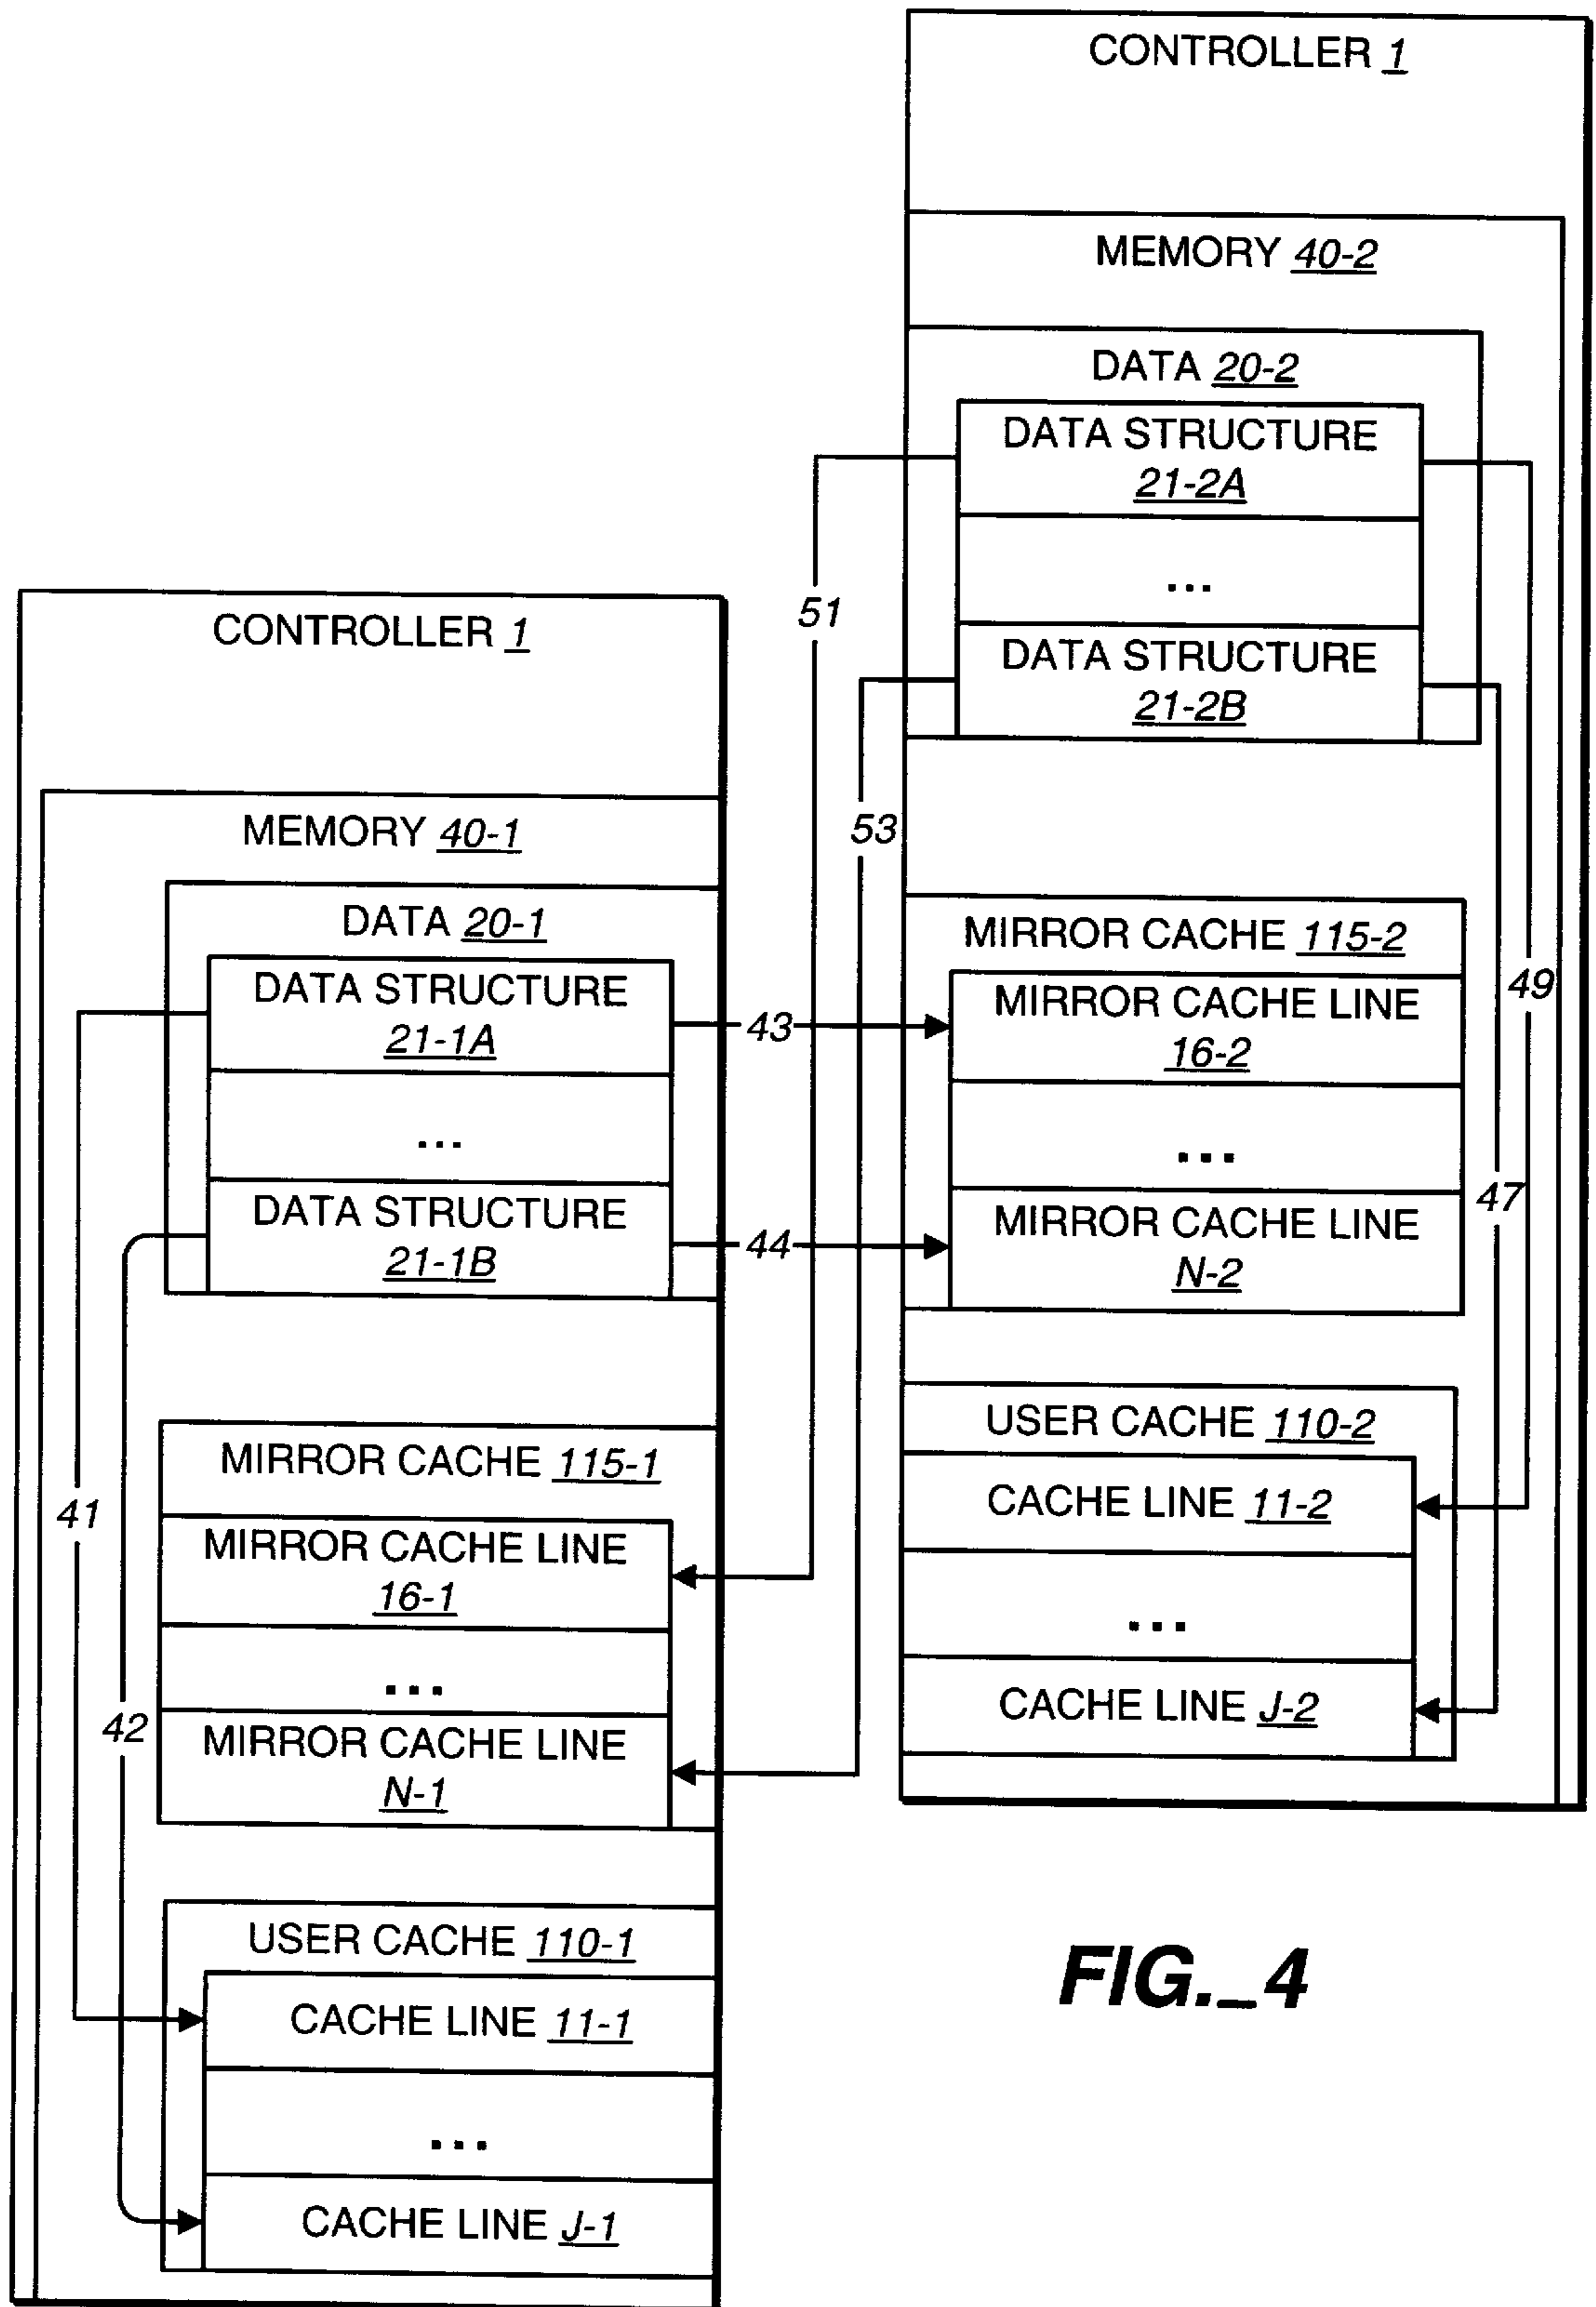 CONTROLLER 1
MEMORY 40-2
DATA 20-2
DATA STRUCTURE
21-2A
...
DATA STRUCTURE
21-2B
51
53
49
47
MIRROR CACHE 115-2
MIRROR CACHE LINE
16-2
...
MIRROR CACHE LINE
N-2
USER CACHE 110-2
CACHE LINE 11-2
...
CACHE LINE J-2
CONTROLLER 1
MEMORY 40-1
DATA 20-1
DATA STRUCTURE
21-1A
...
DATA STRUCTURE
21-1B
43
44
41
42
MIRROR CACHE 115-1
MIRROR CACHE LINE
16-1
...
MIRROR CACHE LINE
N-1
USER CACHE 110-1
CACHE LINE 11-1
...
CACHE LINE J-1
FIG._4